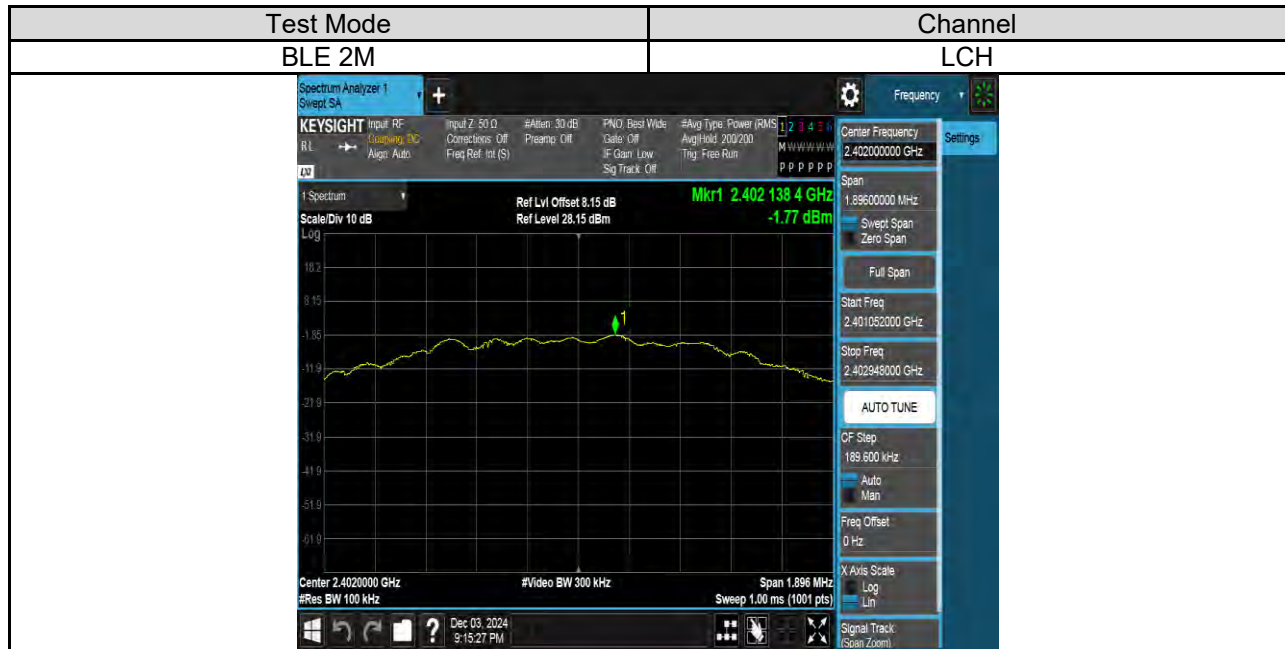 Test Mode
Channel
BLE 2M
LCH
Spectrum Analyzer 1
Swept SA
Frequency
KEYSIGHT
RL
Input: RF
Coupling: DC
Align: Auto
Input Z: 50 Ω
Corrections: Off
Freq Ref: Int (S)
#Atten: 30 dB
Preamp: Off
PNO: Best Wide
Gate: Off
IF Gain: Low
Sig Track: Off
#Avg Type: Power (RMS
Avg|Hold: 200/200
Trig: Free Run
1 2 3 4 5 6
M W W W W W
P P P P P P
1 Spectrum
Scale/Div 10 dB
Log
Ref Lvl Offset 8.15 dB
Ref Level 28.15 dBm
Mkr1 2.402 138 4 GHz
-1.77 dBm
18.2
8.15
-1.85
-11.9
-21.9
-31.9
-41.9
-51.9
-61.9
1
Center 2.4020000 GHz
#Res BW 100 kHz
#Video BW 300 kHz
Span 1.896 MHz
Sweep 1.00 ms (1001 pts)
Center Frequency
2.402000000 GHz
Settings
Span
1.89600000 MHz
Swept Span
Zero Span
Full Span
Start Freq
2.401052000 GHz
Stop Freq
2.402948000 GHz
AUTO TUNE
CF Step
189.600 kHz
Auto
Man
Freq Offset
0 Hz
X Axis Scale
Log
Lin
Signal Track
(Span Zoom)
?
Dec 03, 2024
9:15:27 PM